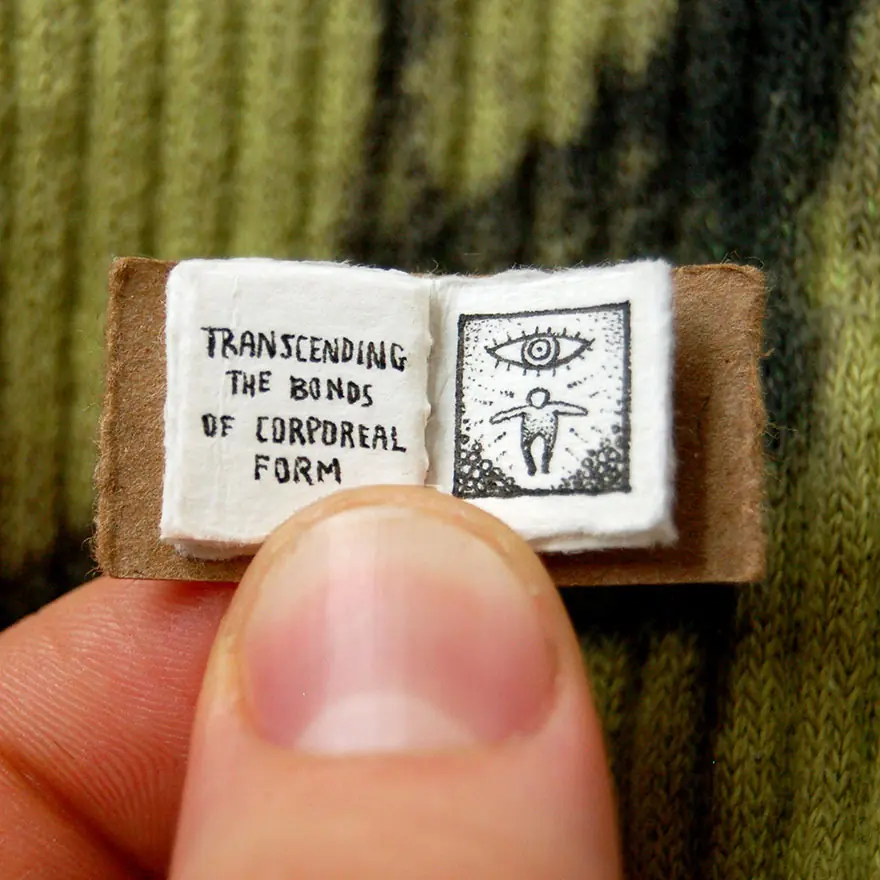 TRANSCENDING
THE BONDS
OF CORPOREAL
FORM